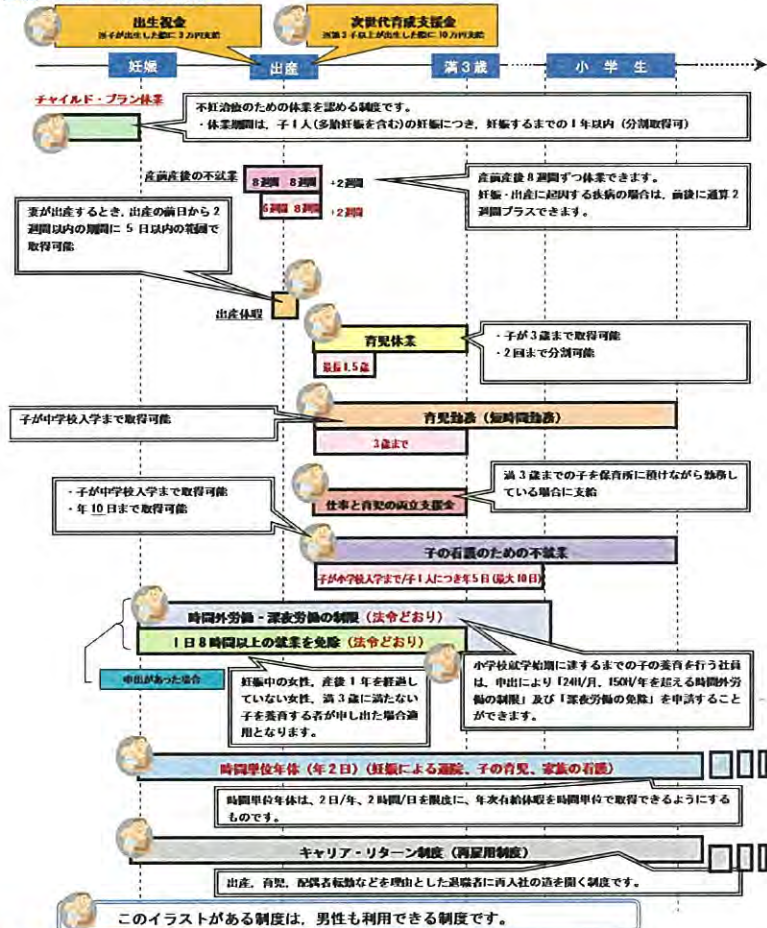 出生祝金
当子が出生した際に3万円支給
次世代育成支援金
当第3子以上が出生した際に10万円支給
妊娠
出産
満3歳
小学生
チャイルド・プラン休業
不妊治療のための休業を認める制度です。
・休業期間は、子1人(多胎妊娠を含む)の妊娠につき、妊娠するまでの1年以内(分割取得可)
産前産後の不就業
8週間 8週間 +2週間
6週間 8週間 +2週間
産前産後8週間ずつ休業できます。
妊娠・出産に起因する疾病の場合は、前後に通算2
週間プラスできます。
妻が出産するとき、出産の前日から2
週間以内の期間に5日以内の範囲で
取得可能
出産休暇
育児休業
最長1.5歳
・子が3歳まで取得可能
・2回まで分割可能
子が中学校入学まで取得可能
育児勤務(短時間勤務)
3歳まで
・子が中学校入学まで取得可能
・年10日まで取得可能
仕事と育児の両立支援金
満3歳までの子を保育所に預けながら勤務し
ている場合に支給
子の看護のための不就業
子が小学校入学まで/子1人につき年5日(最大10日)
時間外労働・深夜労働の制限(法令どおり)
1日8時間以上の就業を免除(法令どおり)
申出があった場合
妊娠中の女性、産後1年を経過し
ていない女性、満3歳に満たない
子を養育する者が申し出た場合適
用となります。
小学校就学始期に達するまでの子の養育を行う社員
は、申出により「24H/月、150H/年を超える時間外労
働の制限」及び「深夜労働の免除」を申請すること
ができます。
時間単位年休(年2日)(妊娠による通院、子の育児、家族の看護)
時間単位年休は、2日/年、2時間/日を限度に、年次有給休暇を時間単位で取得できるようにする
ものです。
キャリア・リターン制度(再雇用制度)
出産、育児、配偶者転勤などを理由とした退職者に再入社の道を開く制度です。
このイラストがある制度は、男性も利用できる制度です。